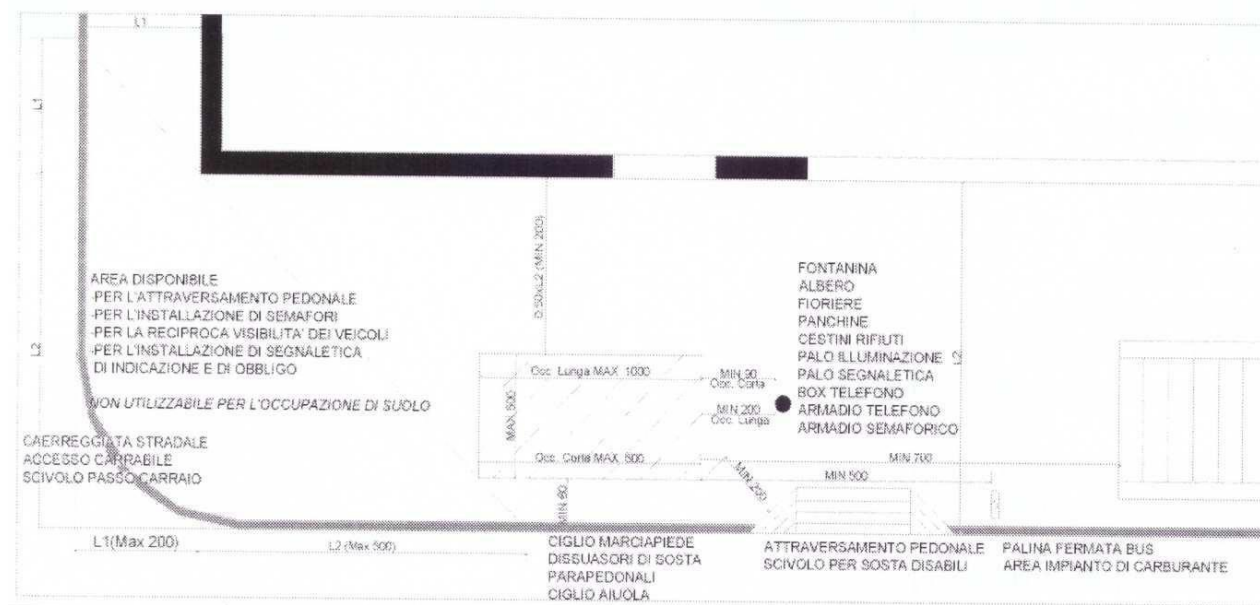 L1
L1
L2
0.50xL2 (MIN 200)
AREA DISPONIBILE
-PER L'ATTRAVERSAMENTO PEDONALE
-PER L'INSTALLAZIONE DI SEMAFORI
-PER LA RECIPROCA VISIBILITA' DEI VEICOLI
-PER L'INSTALLAZIONE DI SEGNALETICA
DI INDICAZIONE E DI OBBLIGO
NON UTILIZZABILE PER L'OCCUPAZIONE DI SUOLO
CAERREGGIATA STRADALE
ACCESSO CARRABILE
SCIVOLO PASSO CARRAIO
FONTANINA
ALBERO
FIORIERE
PANCHINE
CESTINI RIFIUTI
PALO ILLUMINAZIONE
PALO SEGNALETICA
BOX TELEFONO
ARMADIO TELEFONO
ARMADIO SEMAFORICO
L2
Occ. Lunga MAX 1000
MIN 90
Occ. Corta
MAX 500
MIN 200
Occ. Lunga
Occ. Corta MAX 600
MIN 700
MIN 200
MIN 500
MIN 60
L1(Max 200)
L2 (Max 500)
CIGLIO MARCIAPIEDE
DISSUASORI DI SOSTA
PARAPEDONALI
CIGLIO AIUOLA
ATTRAVERSAMENTO PEDONALE
SCIVOLO PER SOSTA DISABILI
PALINA FERMATA BUS
AREA IMPIANTO DI CARBURANTE